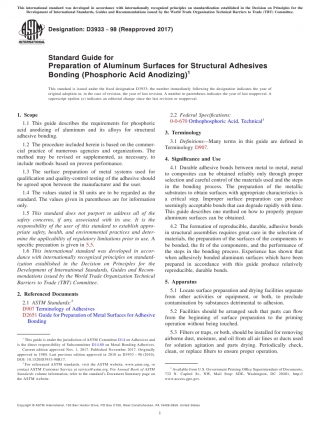 This international standard was developed in accordance with internationally recognized principles on standardization established in the Decision on Principles for the
Development of International Standards, Guides and Recommendations issued by the World Trade Organization Technical Barriers to Trade (TBT) Committee.
Designation: D3933 − 98 (Reapproved 2017)
Standard Guide for
Preparation of Aluminum Surfaces for Structural Adhesives
Bonding (Phosphoric Acid Anodizing)1
This standard is issued under the fixed designation D3933; the number immediately following the designation indicates the year of
original adoption or, in the case of revision, the year of last revision. A number in parentheses indicates the year of last reapproval. A
superscript epsilon (ε) indicates an editorial change since the last revision or reapproval.
1. Scope
1.1 This guide describes the requirements for phosphoric
acid anodizing of aluminum and its alloys for structural
adhesive bonding.
1.2 The procedure included herein is based on the commer-
cial practice of numerous agencies and organizations. The
method may be revised or supplemented, as necessary, to
include methods based on proven performance.
1.3 The surface preparation of metal systems used for
qualification and quality-control testing of the adhesive should
be agreed upon between the manufacturer and the user.
1.4 The values stated in SI units are to be regarded as the
standard. The values given in parentheses are for information
only.
1.5 This standard does not purport to address all of the
safety concerns, if any, associated with its use. It is the
responsibility of the user of this standard to establish appro-
priate safety, health, and environmental practices and deter-
mine the applicability of regulatory limitations prior to use. A
specific precaution is given in 5.5.
1.6 This international standard was developed in accor-
dance with internationally recognized principles on standard-
ization established in the Decision on Principles for the
Development of International Standards, Guides and Recom-
mendations issued by the World Trade Organization Technical
Barriers to Trade (TBT) Committee.
2. Referenced Documents
2.1 ASTM Standards:2
D907 Terminology of Adhesives
D2651 Guide for Preparation of Metal Surfaces for Adhesive
Bonding
1 This guide is under the jurisdiction of ASTM Committee D14 on Adhesives and
is the direct responsibility of Subcommittee D14.80 on Metal Bonding Adhesives.
Current edition approved Nov. 1, 2017. Published November 2017. Originally
approved in 1980. Last previous edition approved in 2010 as D3933 – 98 (2010).
DOI: 10.1520/D3933-98R17.
2 For referenced ASTM standards, visit the ASTM website, www.astm.org, or
contact ASTM Customer Service at service@astm.org. For Annual Book of ASTM
Standards volume information, refer to the standard's Document Summary page on
the ASTM website.
2.2 Federal Specifications:
O-0-670 Orthophosphoric Acid, Technical3
3. Terminology
3.1 Definitions—Many terms in this guide are defined in
Terminology D907.
4. Significance and Use
4.1 Durable adhesive bonds between metal to metal, metal
to composites can be obtained reliably only through proper
selection and careful control of the materials used and the steps
in the bonding process. The preparation of the metallic
substrates to obtain surfaces with appropriate characteristics is
a critical step. Improper surface preparation can produce
seemingly acceptable bonds that can degrade rapidly with time.
This guide describes one method on how to properly prepare
aluminum surfaces can be obtained.
4.2 The formation of reproducible, durable, adhesive bonds
in structural assemblies requires great care in the selection of
materials, the preparation of the surfaces of the components to
be bonded, the fit of the components, and the performance of
the steps in the bonding process. Experience has shown that
when adhesively bonded aluminum surfaces which have been
prepared in accordance with this guide produce relatively
reproducible, durable bonds.
5. Apparatus
5.1 Locate surface preparation and drying facilities separate
from other activities or equipment, or both, to preclude
contamination by substances detrimental to adhesion.
5.2 Facilities should be arranged such that parts can flow
from the beginning of surface preparation to the priming
operation without being touched.
5.3 Filters or traps, or both, should be installed for removing
airborne dust, moisture, and oil from all air lines or ducts used
for solution agitation and parts drying. Periodically check,
clean, or replace filters to ensure proper operation.
3 Available from U.S. Government Printing Office Superintendent of Documents,
732 N. Capitol St., NW, Mail Stop: SDE, Washington, DC 20401, http://
www.access.gpo.gov.
Copyright © ASTM International, 100 Barr Harbor Drive, PO Box C700, West Conshohocken, PA 19428-2959. United States
1